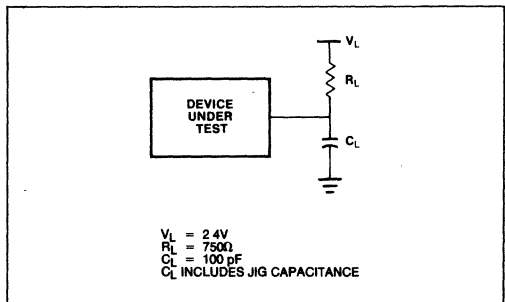 VL
RL
DEVICE
UNDER
TEST
CL
VL = 2 4V
RL = 750Ω
CL = 100 pF
CL INCLUDES JIG CAPACITANCE